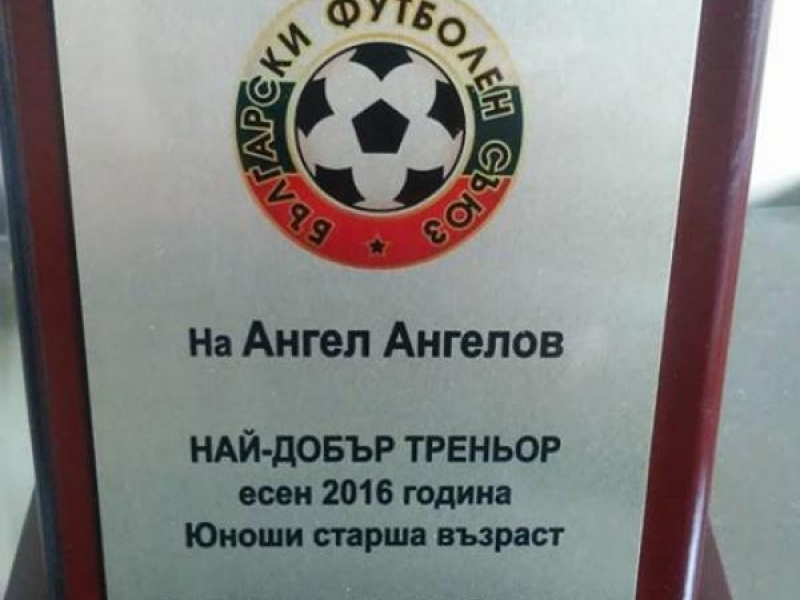 БЪЛГАРСКИ ФУТБОЛЕН СЪЮЗ
На Ангел Ангелов
НАЙ-ДОБЪР ТРЕНЬОР
есен 2016 година
Юноши старша възраст